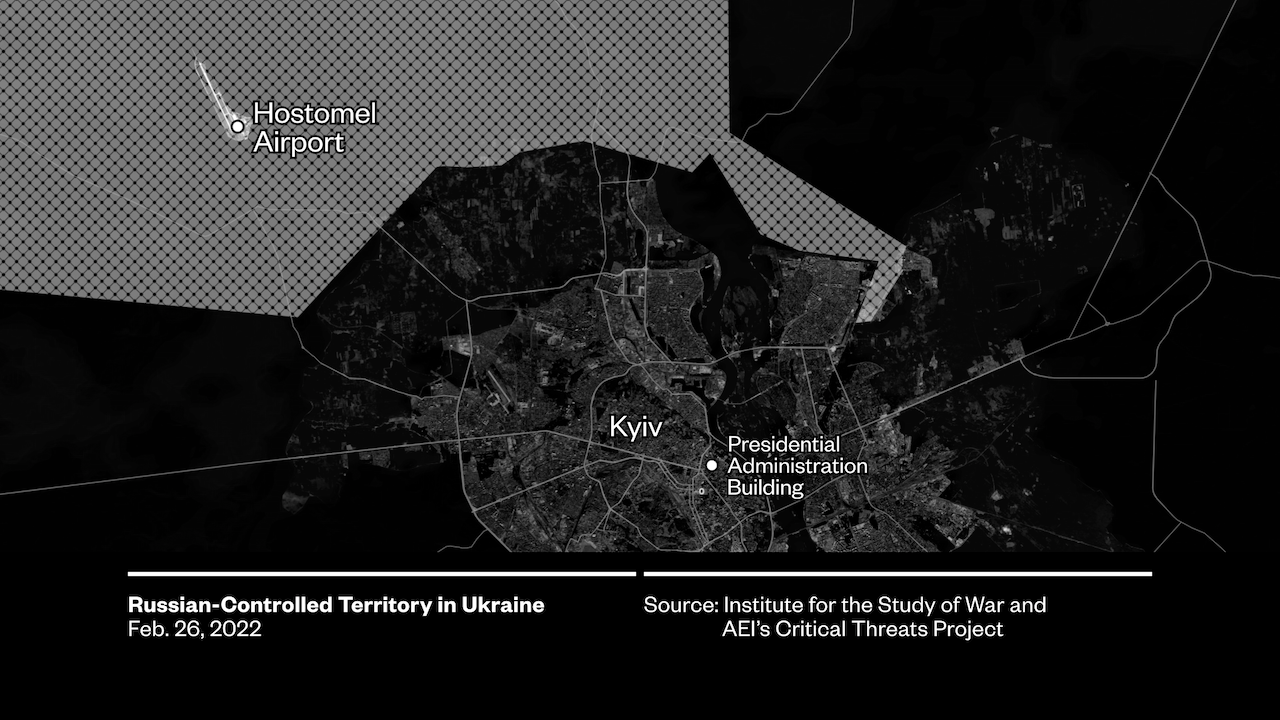 Hostomel
Airport
Kyiv
Presidential
Administration
Building
Russian-Controlled Territory in Ukraine
Feb. 26, 2022
Source: Institute for the Study of War and
AEI’s Critical Threats Project